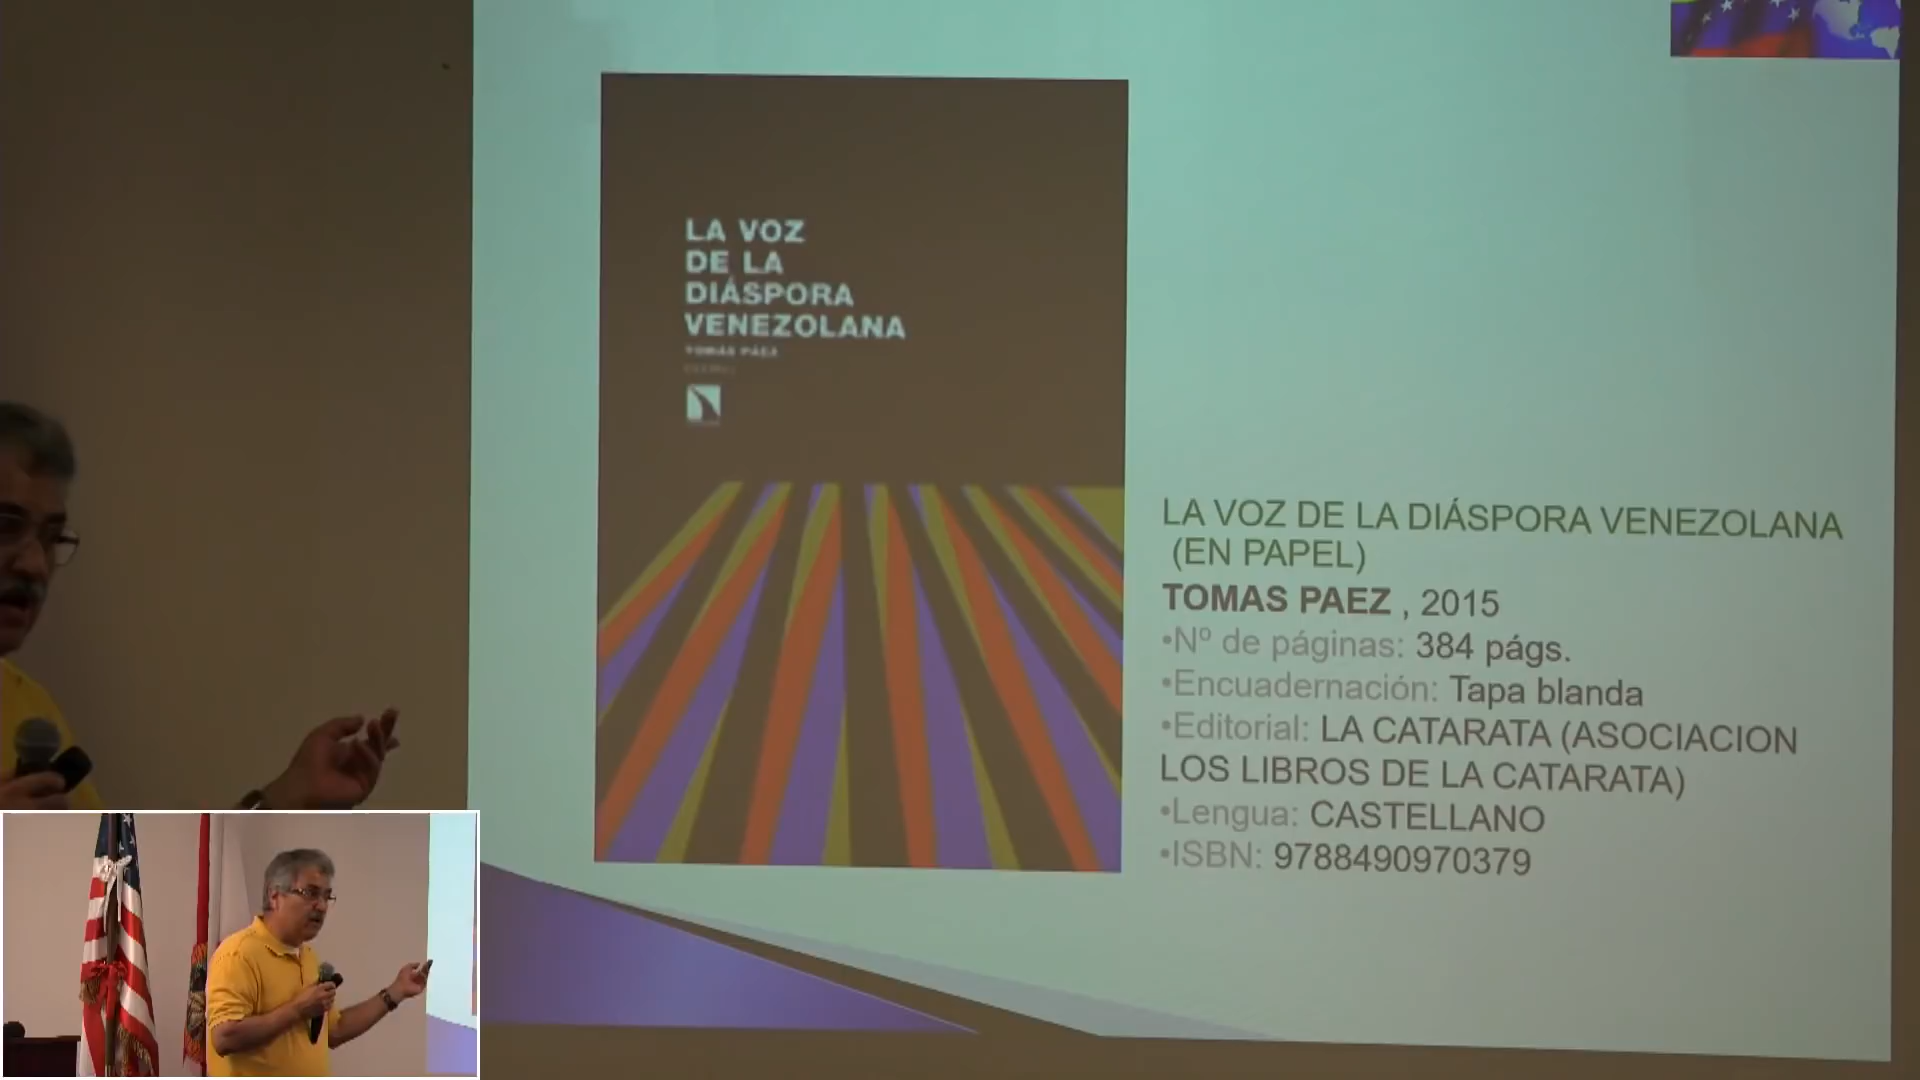 LA VOZ
DE LA
DIÁSPORA
VENEZOLANA
TOMÁS PÁEZ
LA VOZ DE LA DIÁSPORA VENEZOLANA
(EN PAPEL)
TOMAS PAEZ , 2015
•Nº de páginas: 384 págs.
•Encuadernación: Tapa blanda
•Editorial: LA CATARATA (ASOCIACION
LOS LIBROS DE LA CATARATA)
•Lengua: CASTELLANO
•ISBN: 9788490970379